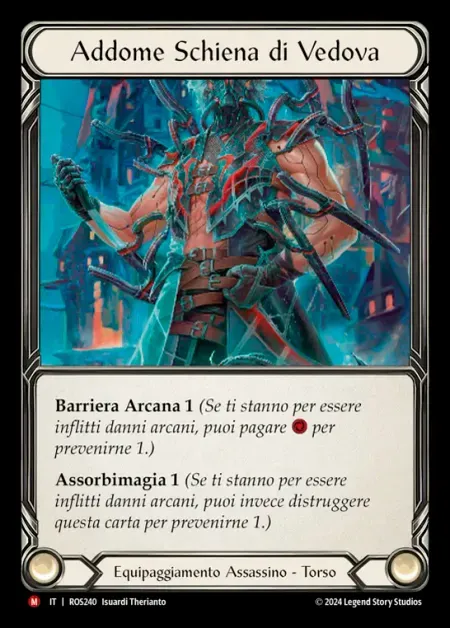 Addome Schiena di Vedova
Barriera Arcana 1 (Se ti stanno per essere
inflitti danni arcani, puoi pagare per
prevenirne 1.)
Assorbimagia 1 (Se ti stanno per essere
inflitti danni arcani, puoi invece distruggere
questa carta per prevenirne 1.)
Equipaggiamento Assassino - Torso
M IT | ROS240 Isuardi Therianto © 2024 Legend Story Studios